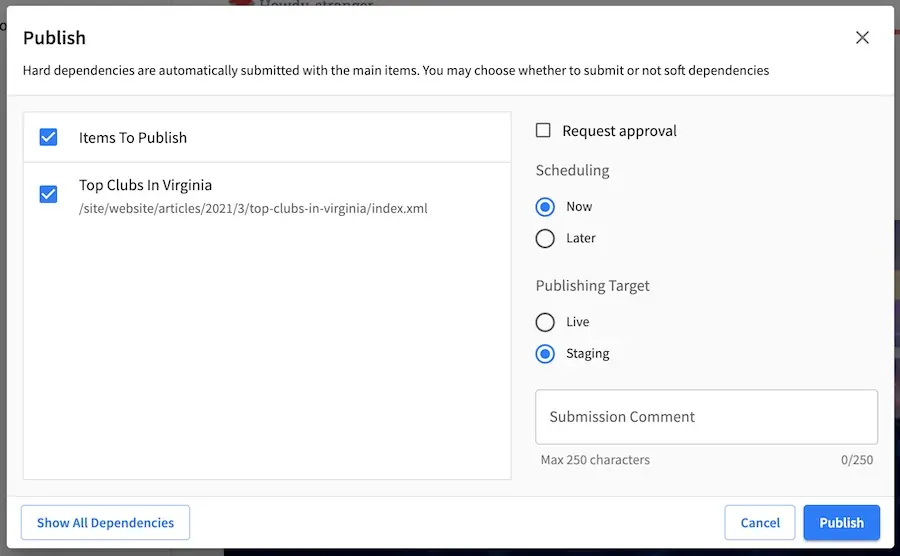 Howdy, stranger
Publish
Hard dependencies are automatically submitted with the main items. You may choose whether to submit or not soft dependencies
Items To Publish
Top Clubs In Virginia
/site/website/articles/2021/3/top-clubs-in-virginia/index.xml
Request approval
Scheduling
Now
Later
Publishing Target
Live
Staging
Submission Comment
Max 250 characters
0/250
Show All Dependencies
Cancel
Publish